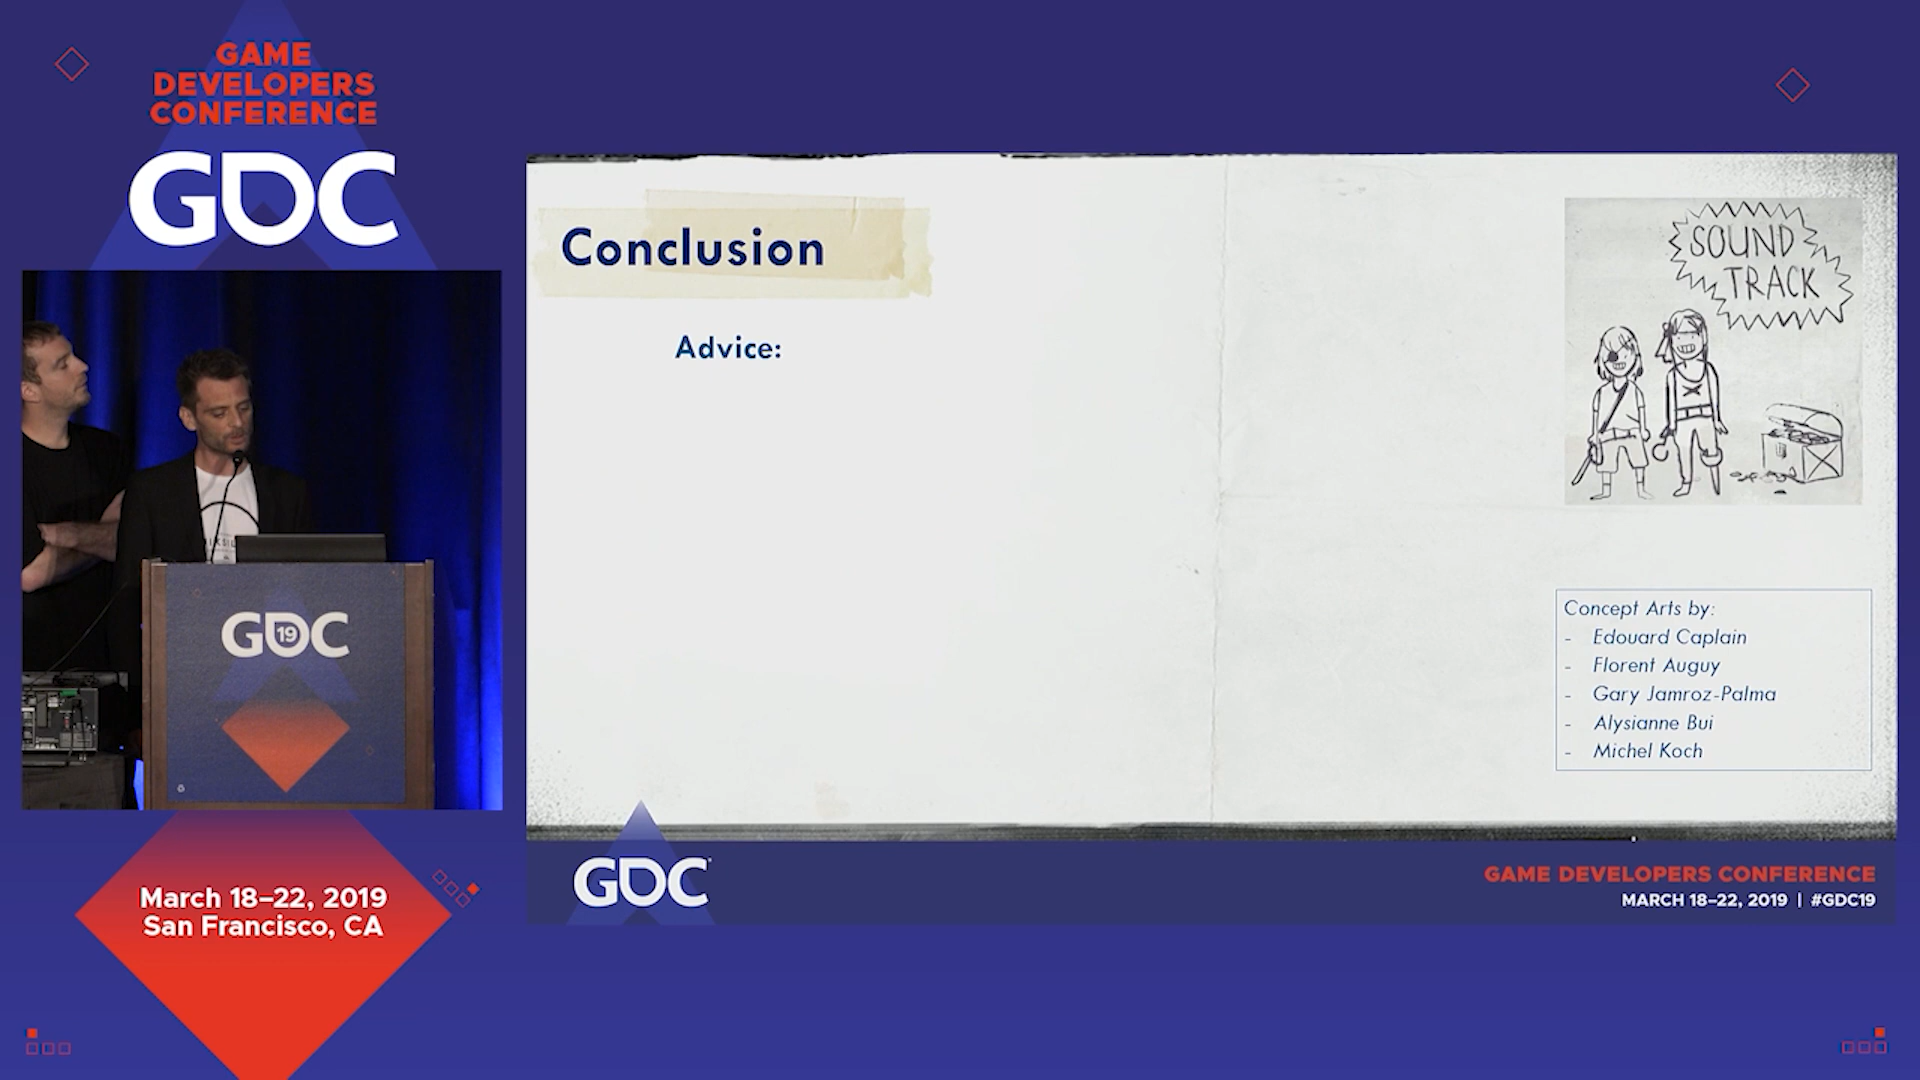 GAME
DEVELOPERS
CONFERENCE
GDC
Conclusion
Advice:
SOUND
TRACK
Concept Arts by:
- Edouard Caplain
- Florent Auguy
- Gary Jamroz-Palma
- Alysianne Bui
- Michel Koch
GDC
19
March 18–22, 2019
San Francisco, CA
GDC
GAME DEVELOPERS CONFERENCE
MARCH 18–22, 2019 | #GDC19